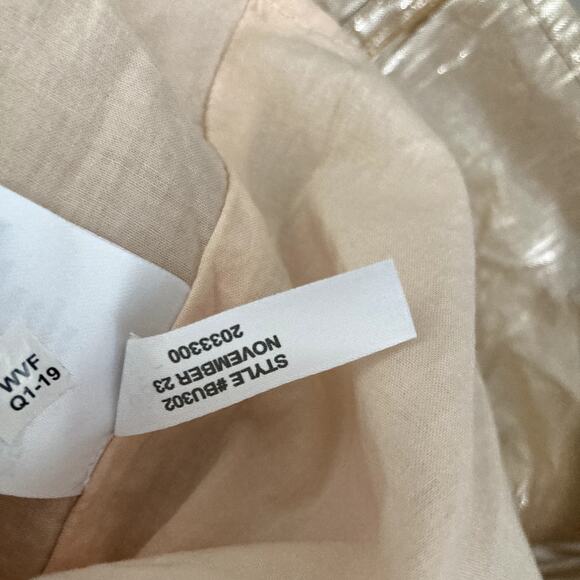 WVF
Q1-19
STYLE #BU302
NOVEMBER 23
2033300